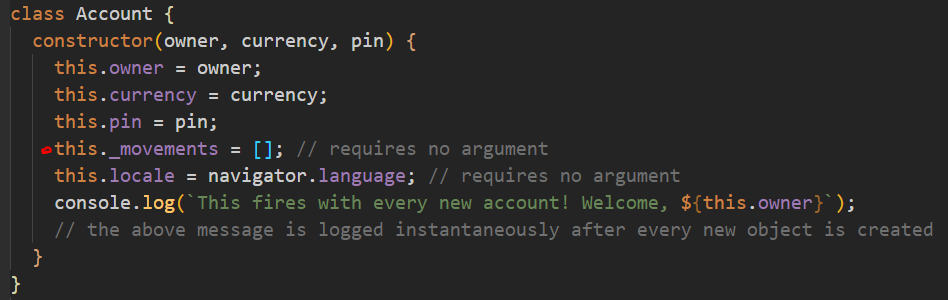 class Account {
constructor(owner, currency, pin) {
this.owner = owner;
this.currency = currency;
this.pin = pin;
this._movements = []; // requires no argument
this.locale = navigator.language; // requires no argument
console.log(`This fires with every new account! Welcome, ${this.owner}`);
// the above message is logged instantaneously after every new object is created
}
}